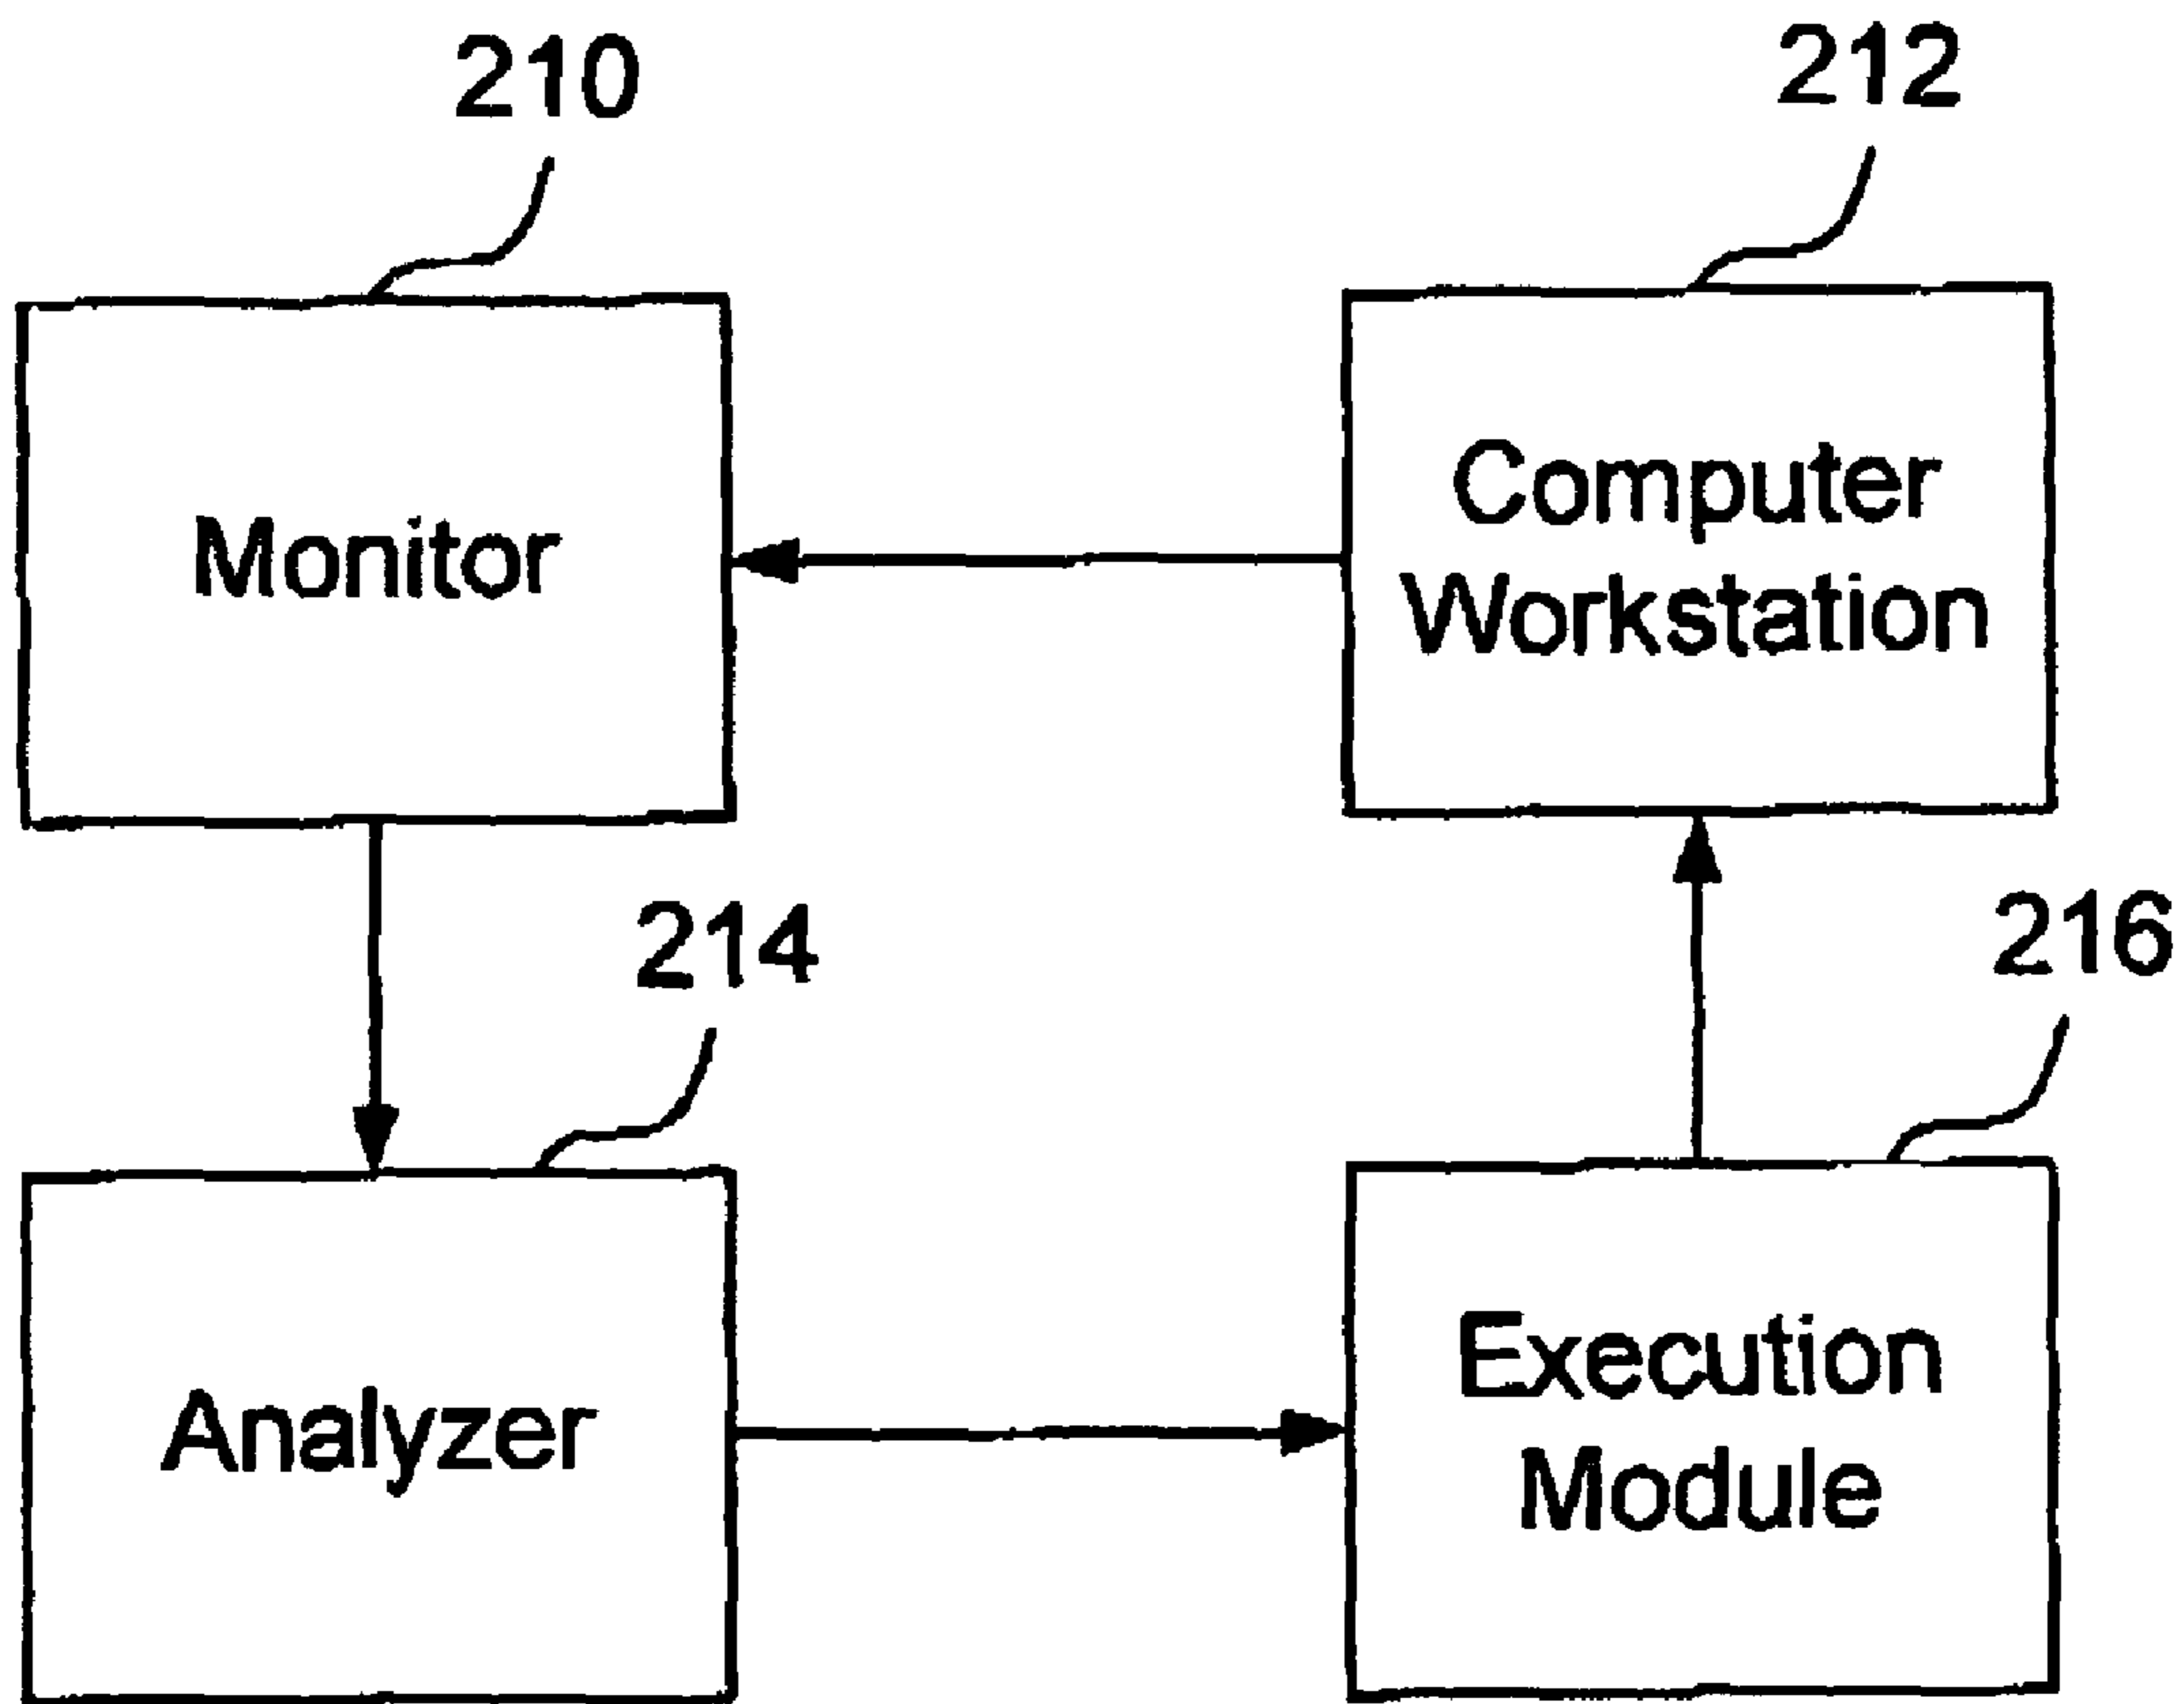 210
212
Monitor
Computer
Workstation
214
216
Analyzer
Execution
Module